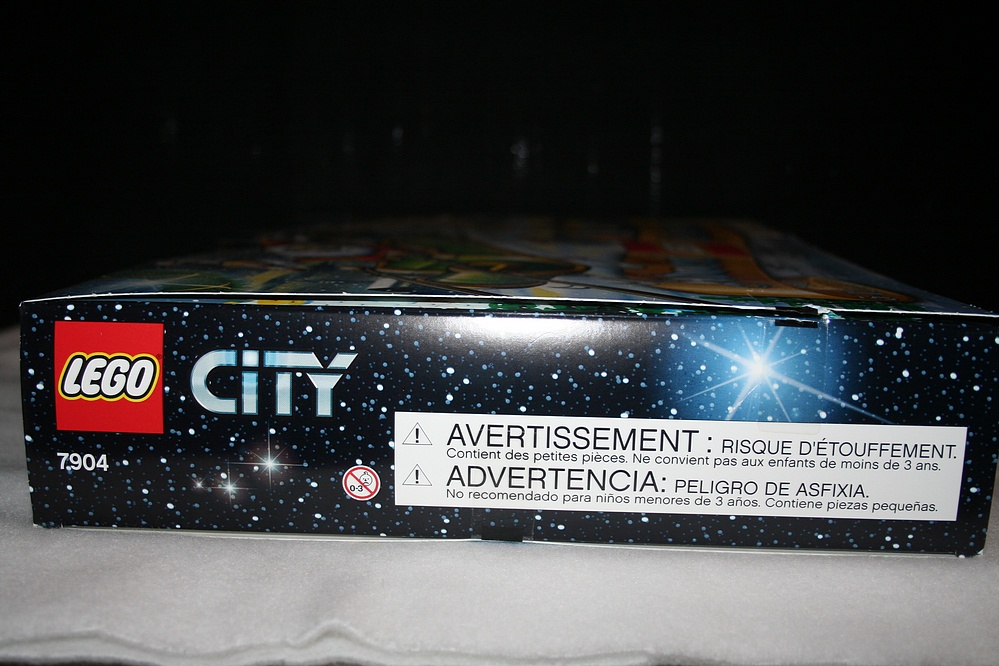 LEGO
CITY
7904
0-3
AVERTISSEMENT : RISQUE D'ÉTOUFFEMENT.
Contient des petites pièces. Ne convient pas aux enfants de moins de 3 ans.
ADVERTENCIA: PELIGRO DE ASFIXIA.
No recomendado para niños menores de 3 años. Contiene piezas pequeñas.